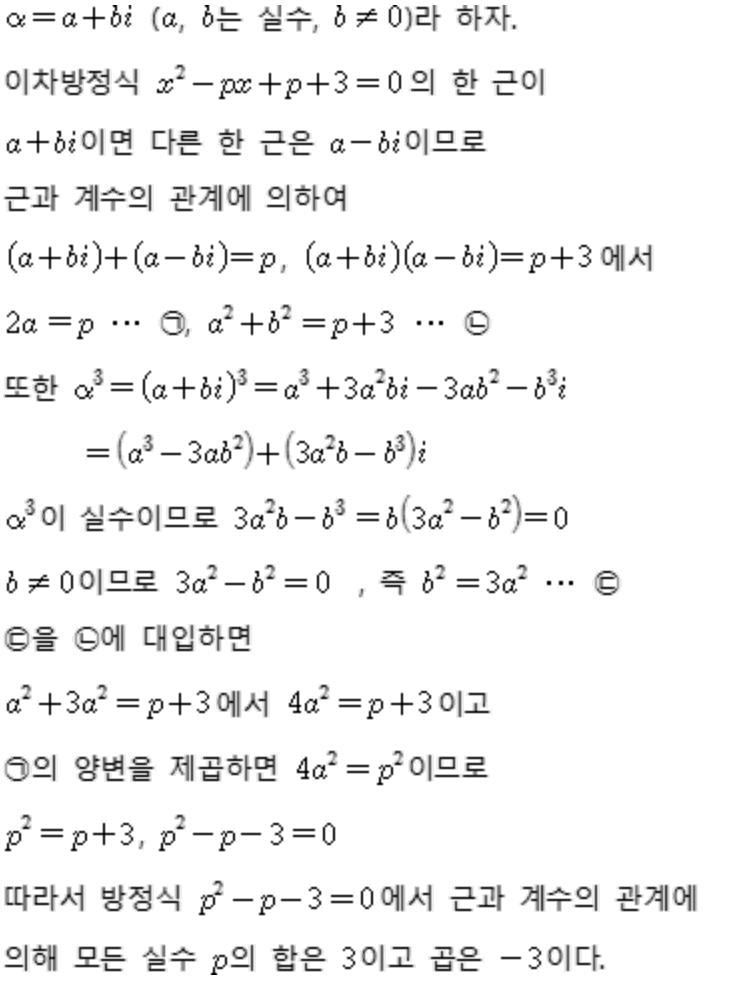 α=a+bi (a, b는 실수, b≠0)라 하자.
이차방정식 x²-px+p+3=0의 한 근이
a+bi이면 다른 한 근은 a-bi이므로
근과 계수의 관계에 의하여
(a+bi)+(a-bi)=p, (a+bi)(a-bi)=p+3에서
2a=p … ㉠, a²+b²=p+3 … ㉡
또한 α³=(a+bi)³=a³+3a²bi-3ab²-b³i
=(a³-3ab²)+(3a²b-b³)i
α³이 실수이므로 3a²b-b³=b(3a²-b²)=0
b≠0이므로 3a²-b²=0 , 즉 b²=3a² … ㉢
㉢을 ㉡에 대입하면
a²+3a²=p+3에서 4a²=p+3이고
㉠의 양변을 제곱하면 4a²=p²이므로
p²=p+3, p²-p-3=0
따라서 방정식 p²-p-3=0에서 근과 계수의 관계에
의해 모든 실수 p의 합은 3이고 곱은 -3이다.